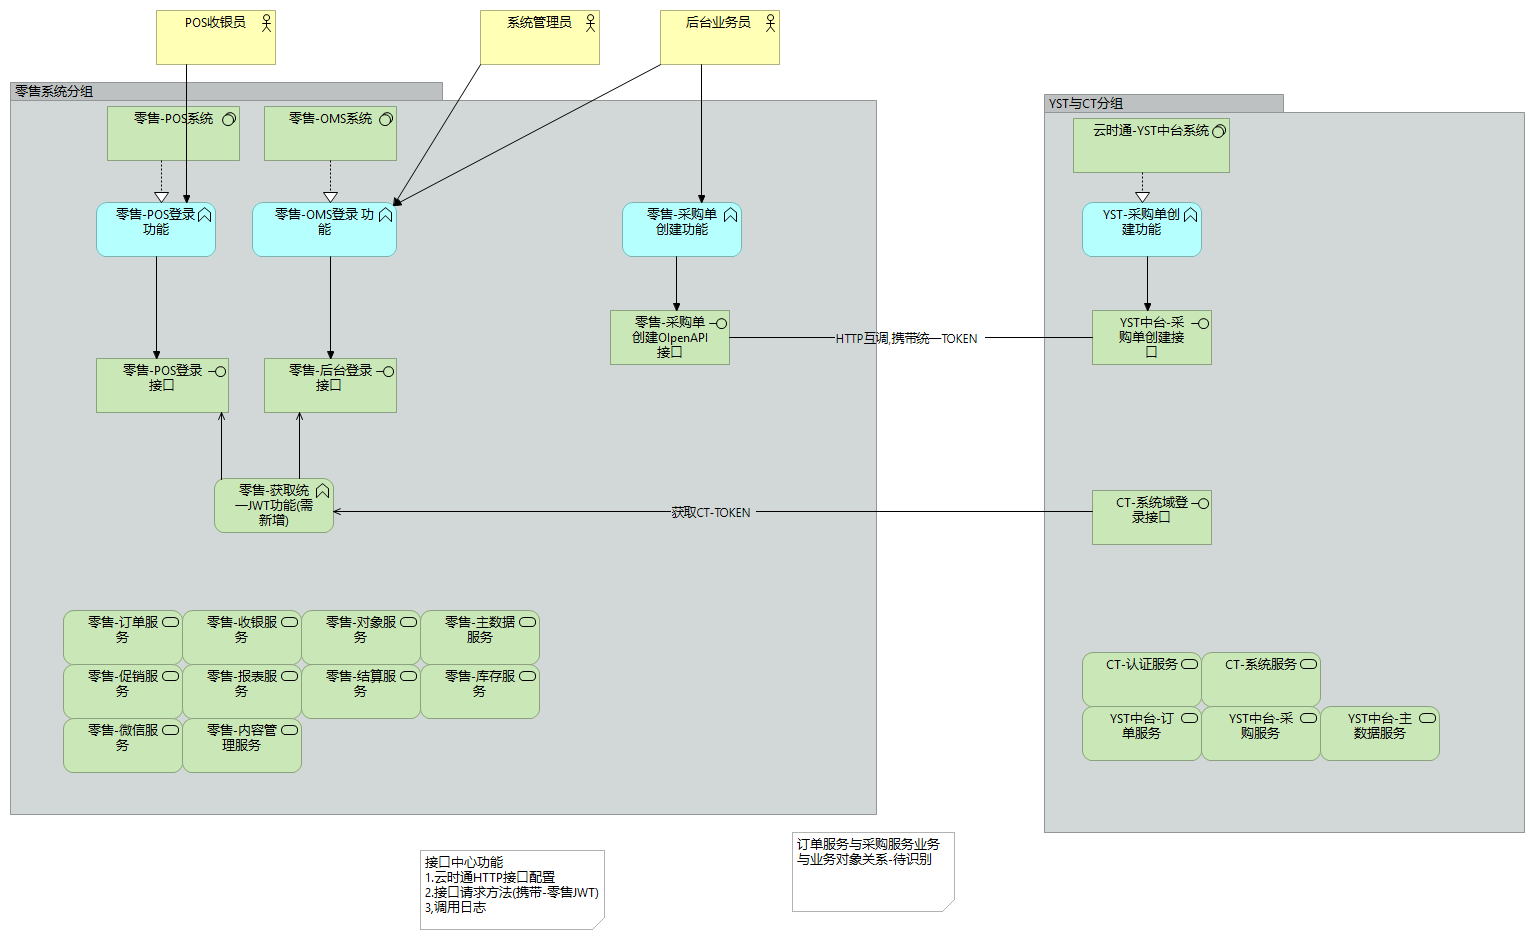 POS收银员
系统管理员
后台业务员
零售系统分组
YST与CT分组
零售-POS系统
零售-OMS系统
云时通-YST中台系统
零售-POS登录
功能
零售-OMS登录 功
能
零售-采购单
创建功能
YST-采购单创
建功能
零售-采购单
创建OlpenAPI
接口
HTTP互调,携带统一TOKEN
YST中台-采
购单创建接
口
零售-POS登录
接口
零售-后台登录
接口
零售-获取统
一JWT功能(需
新增)
获取CT-TOKEN
CT-系统域登
录接口
零售-订单服
务
零售-收银服
务
零售-对象服
务
零售-主数据
服务
零售-促销服
务
零售-报表服
务
零售-结算服
务
零售-库存服
务
零售-微信服
务
零售-内容管
理服务
CT-认证服务
CT-系统服务
YST中台-订
单服务
YST中台-采
购服务
YST中台-主
数据服务
接口中心功能
1.云时通HTTP接口配置
2.接口请求方法(携带-零售JWT)
3,调用日志
订单服务与采购服务业务
与业务对象关系-待识别